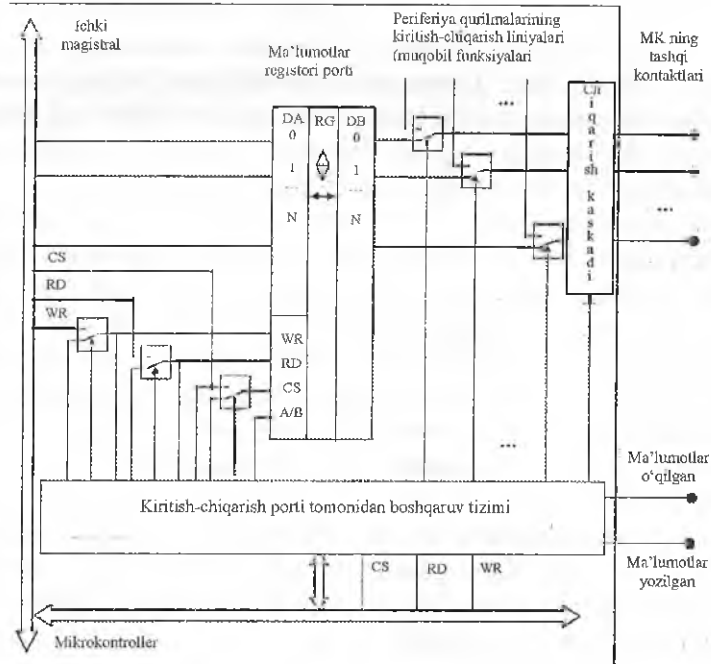 Ichki
magistral
Periferiya qurilmalarining
kiritish-chiqarish liniyalari
(muqobil funksiyalari
MK ning
tashqi
kontaktlari
Ma'lumotlar
registori porti
...
Chiqarish kaskadi
DA RG DB
0 0
1 1
... ...
N N
...
CS
RD
WR
WR
RD
CS
A/B
...
Ma'lumotlar
o'qilgan
Kiritish-chiqarish porti tomonidan boshqaruv tizimi
CS RD WR
Ma'lumotlar
yozilgan
Mikrokontroller